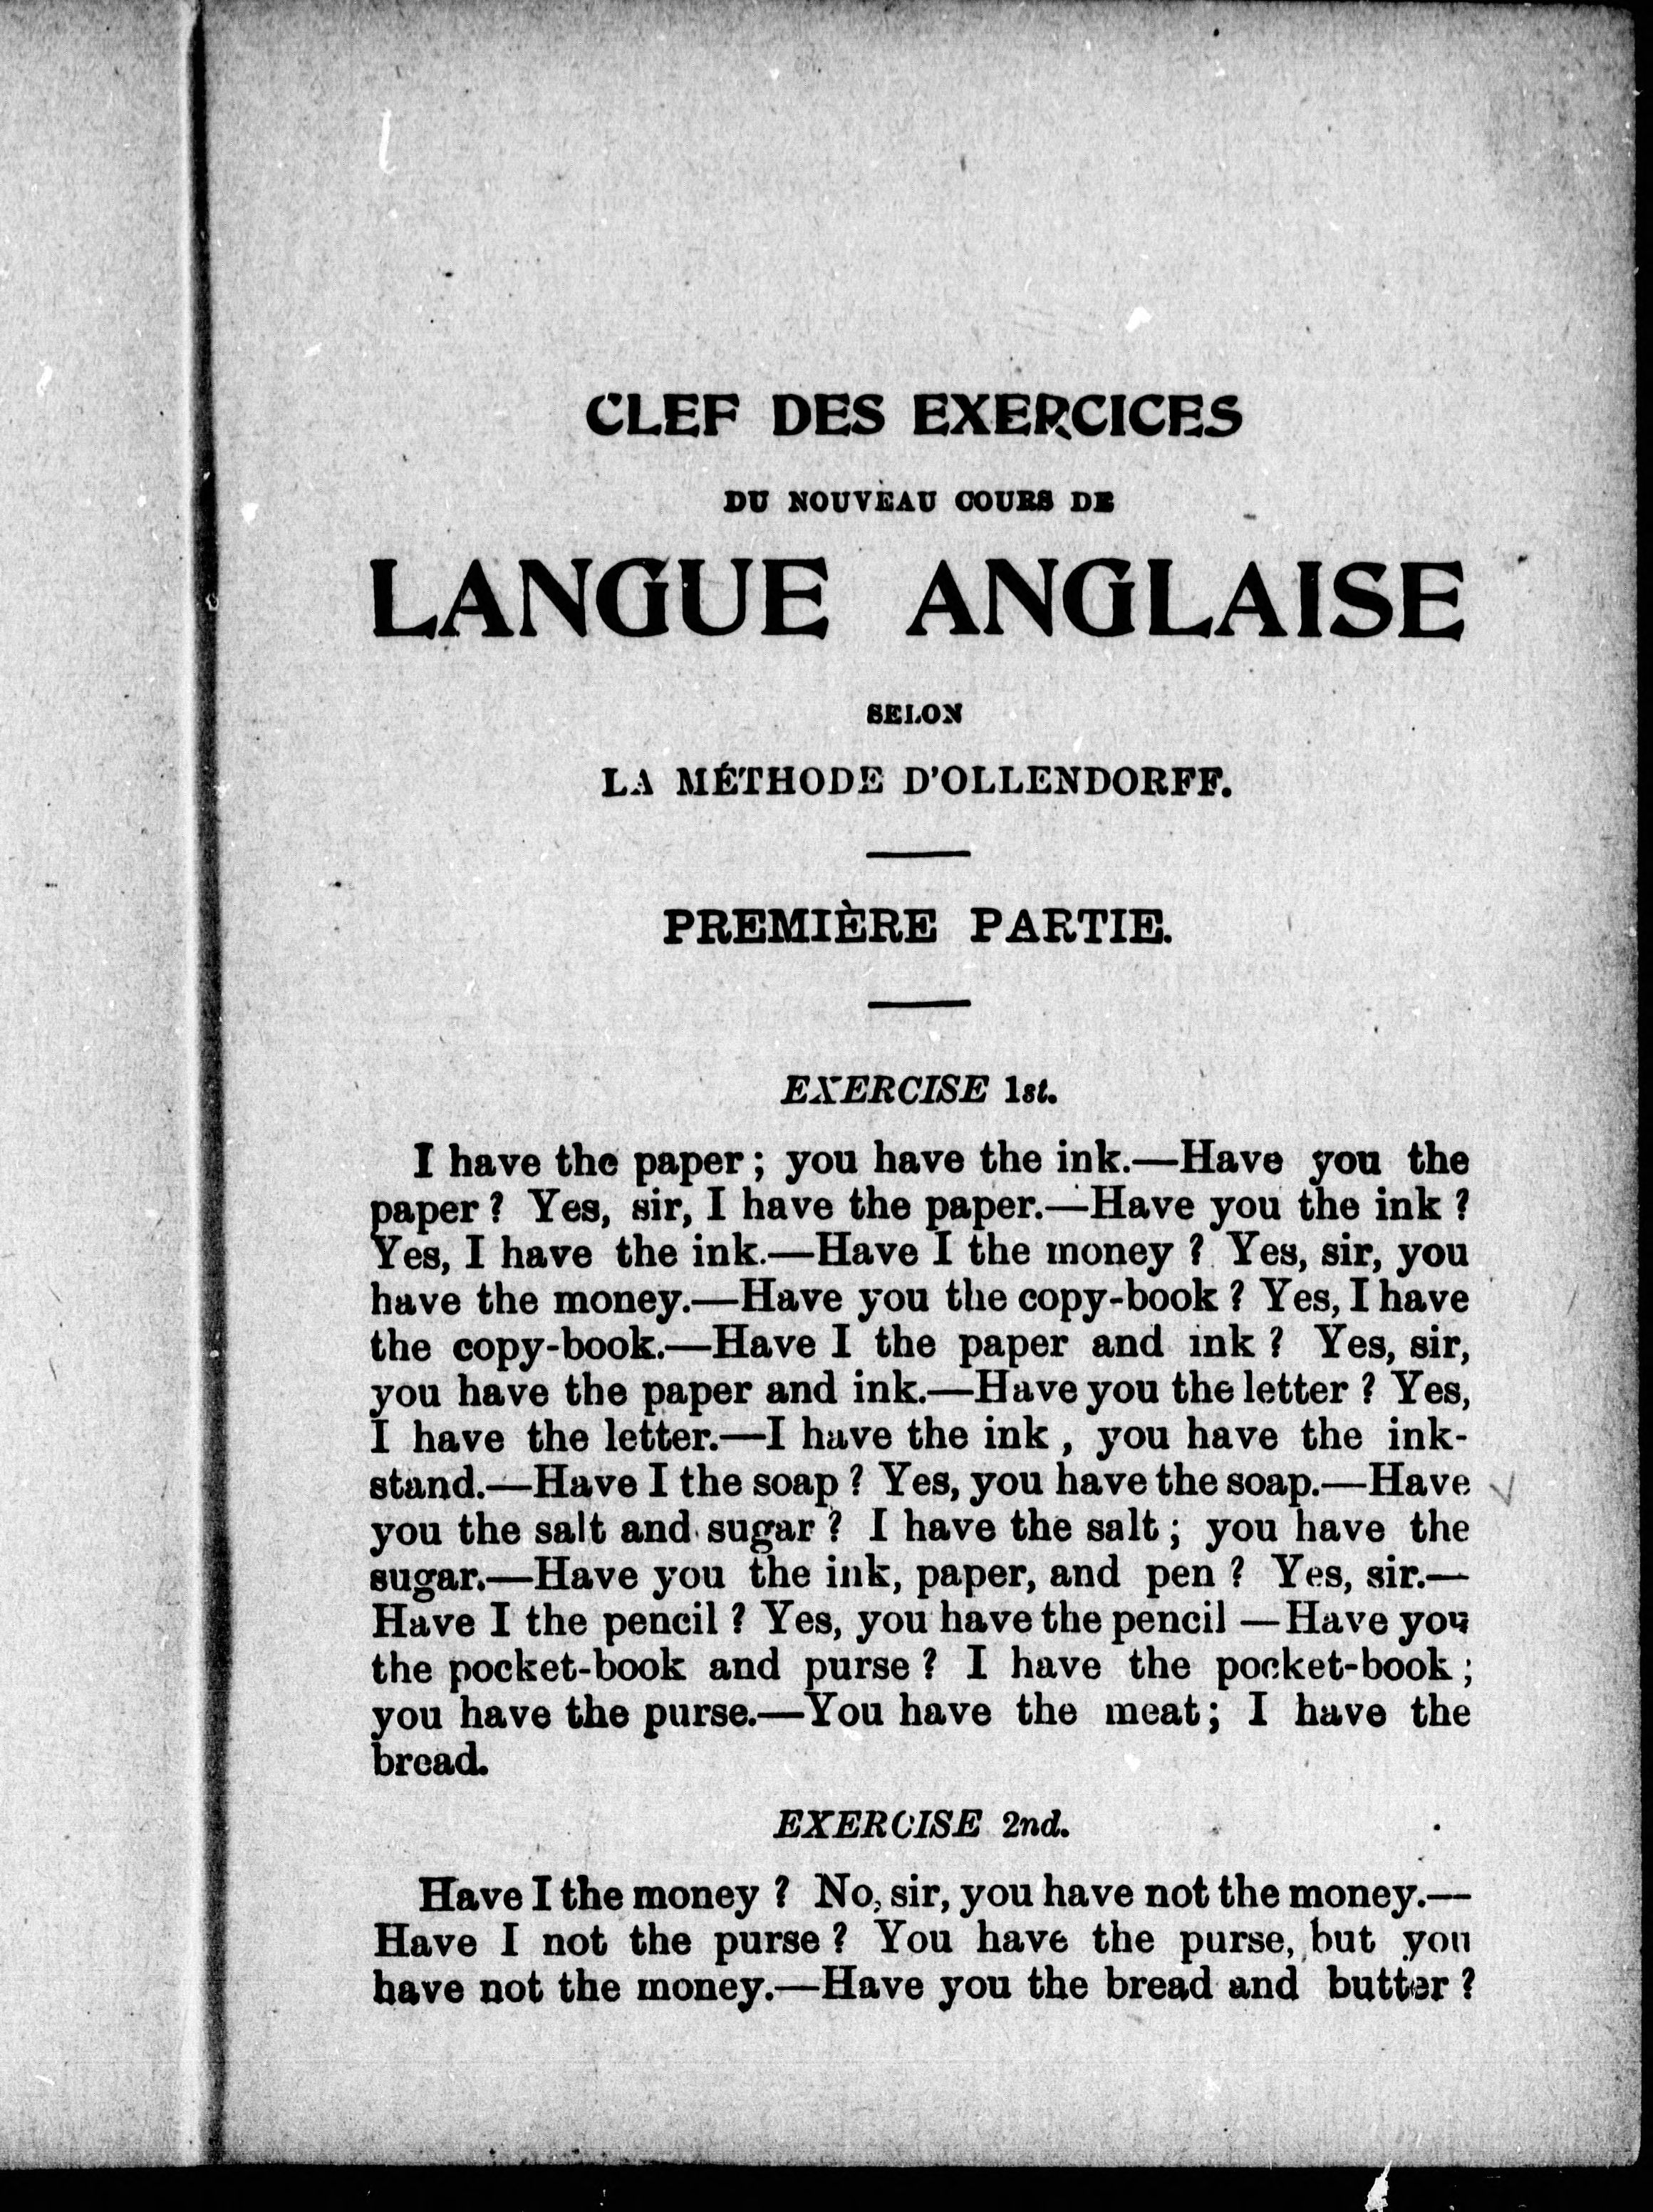 CLEF DES EXERCICES
DU NOUVEAU COURS DE
LANGUE ANGLAISE
SELON
LA MÉTHODE D'OLLENDORFF.
PREMIÈRE PARTIE.
EXERCISE 1st.
I have the paper; you have the ink.—Have you the
paper? Yes, sir, I have the paper.—Have you the ink?
Yes, I have the ink.—Have I the money? Yes, sir, you
have the money.—Have you the copy-book? Yes, I have
the copy-book.—Have I the paper and ink? Yes, sir,
you have the paper and ink.—Have you the letter? Yes,
I have the letter.—I have the ink, you have the ink-
stand.—Have I the soap? Yes, you have the soap.—Have
you the salt and sugar? I have the salt; you have the
sugar.—Have you the ink, paper, and pen? Yes, sir.—
Have I the pencil? Yes, you have the pencil—Have you
the pocket-book and purse? I have the pocket-book;
you have the purse.—You have the meat; I have the
bread.
EXERCISE 2nd.
Have I the money? No, sir, you have not the money.—
Have I not the purse? You have the purse, but you
have not the money.—Have you the bread and butter?